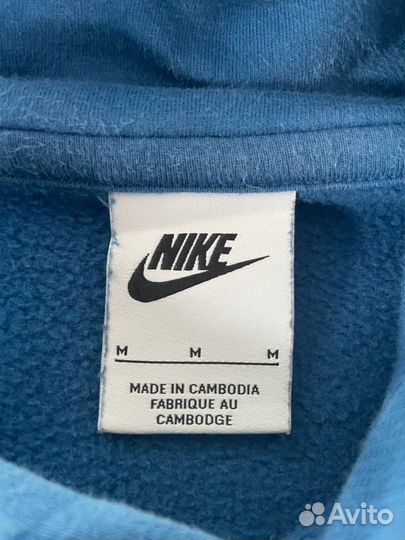 NIKE
M M M
MADE IN CAMBODIA
FABRIQUE AU
CAMBODGE
Avito